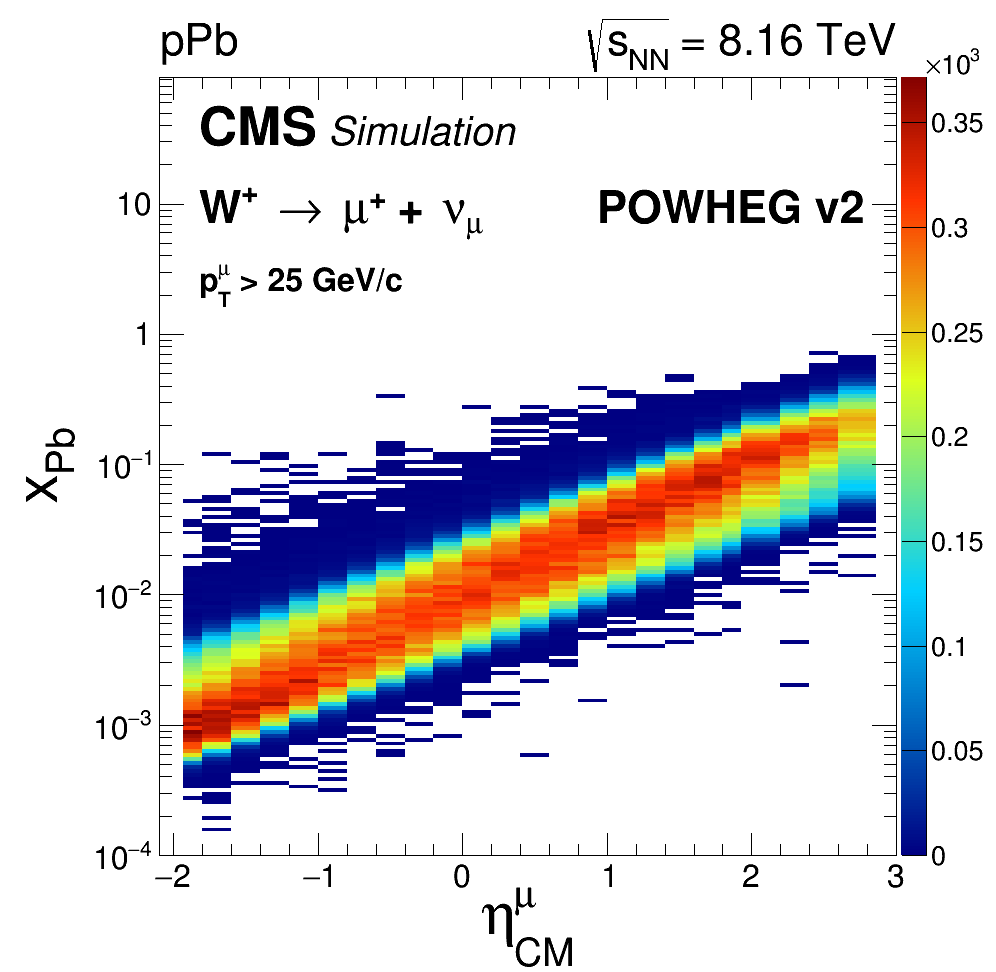 pPb √s_NN = 8.16 TeV
×10³
CMS Simulation
W⁺ → μ⁺ + ν_μ POWHEG v2
p_T^μ > 25 GeV/c
x_Pb
10
1
10⁻¹
10⁻²
10⁻³
10⁻⁴
0.35
0.3
0.25
0.2
0.15
0.1
0.05
0
−2 −1 0 1 2 3
η_CM^μ